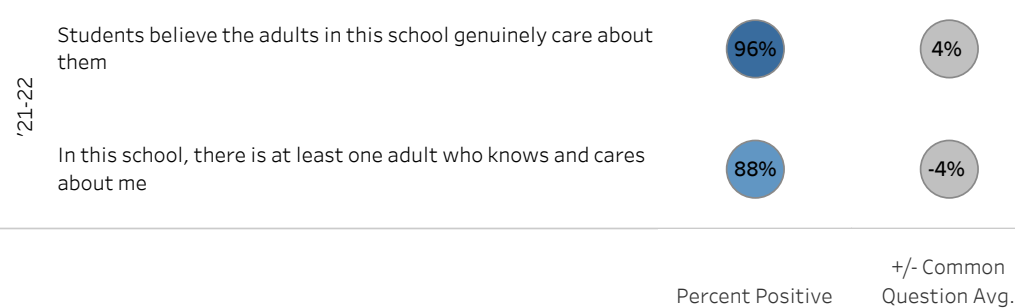 '21-22
Students believe the adults in this school genuinely care about
them
96%
4%
In this school, there is at least one adult who knows and cares
about me
88%
-4%
Percent Positive
+/- Common
Question Avg.